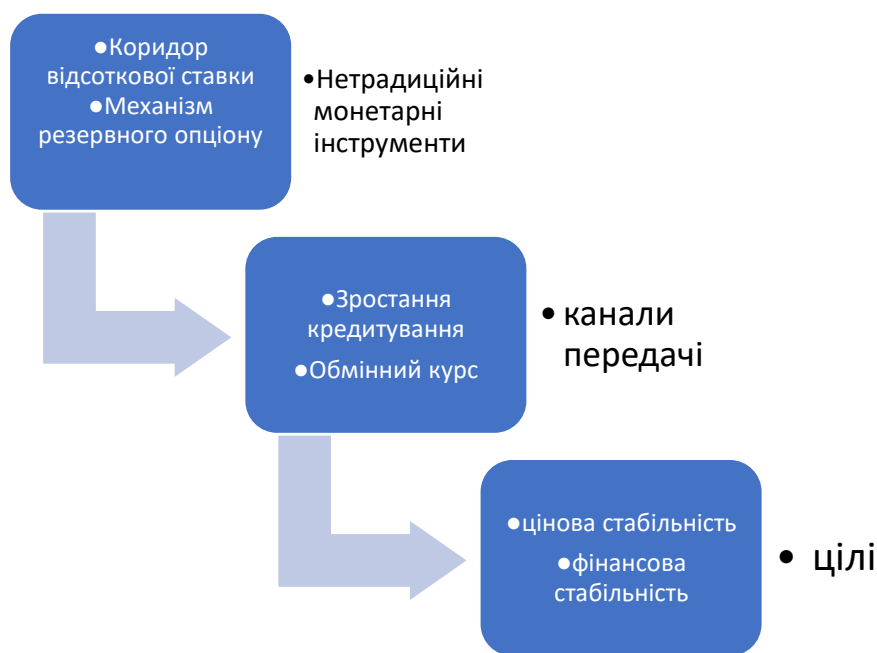 ●Коридор
відсоткової ставки
●Механізм
резервного опціону
•Нетрадиційні
монетарні
інструменти
●Зростання
кредитування
●Обмінний курс
• канали
передачі
●цінова стабільність
●фінансова
стабільність
• цілі